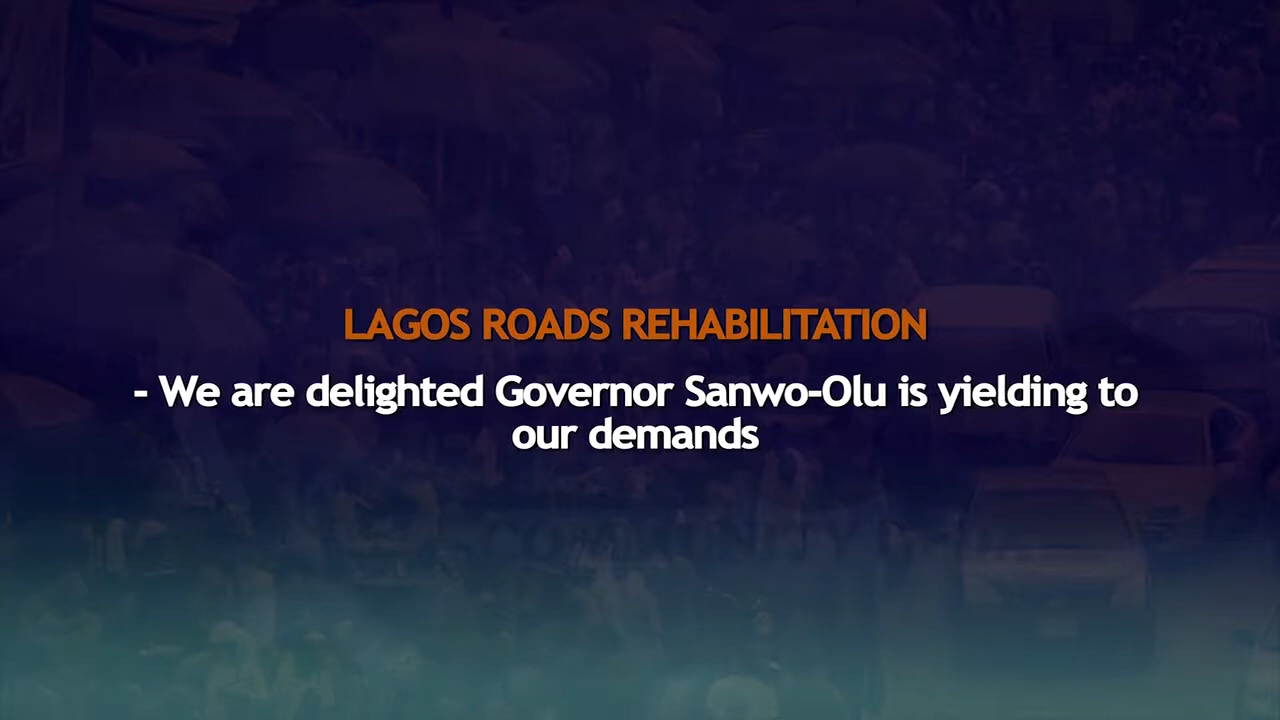 LAGOS ROADS REHABILITATION
- We are delighted Governor Sanwo-Olu is yielding to
our demands